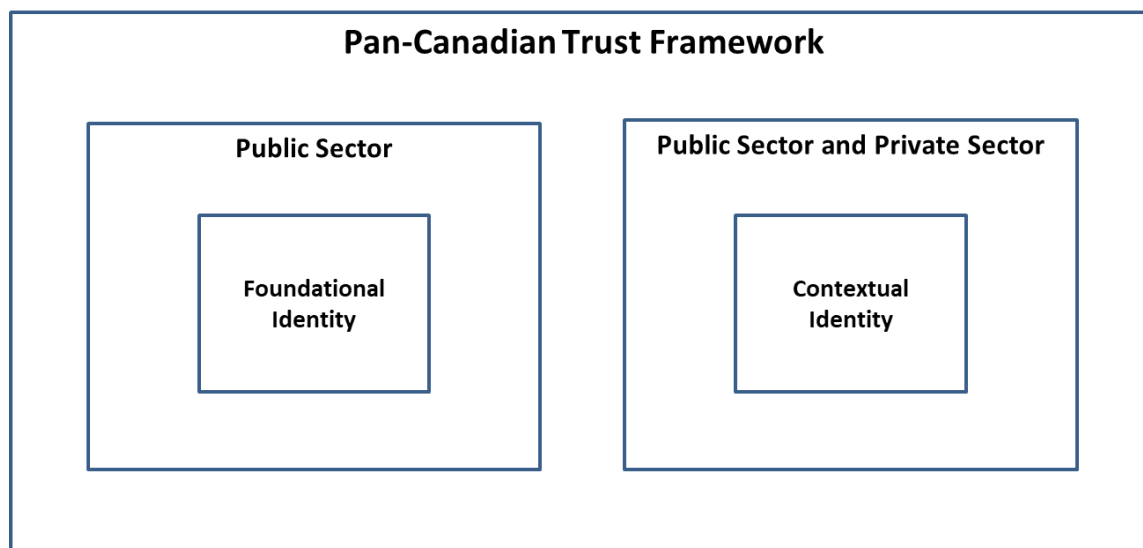 Pan-Canadian Trust Framework
Public Sector
Foundational
Identity
Public Sector and Private Sector
Contextual
Identity